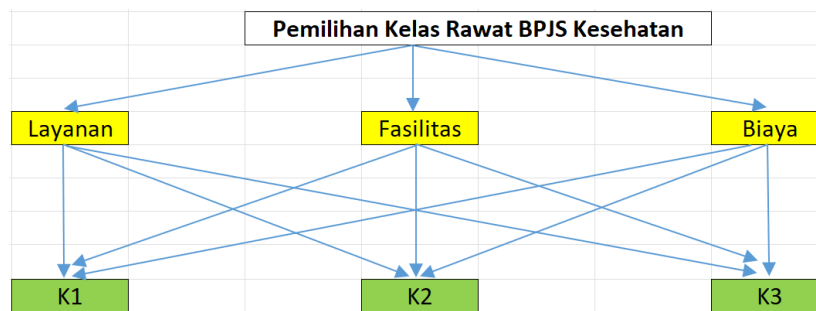 Pemilihan Kelas Rawat BPJS Kesehatan
Layanan
Fasilitas
Biaya
K1
K2
K3